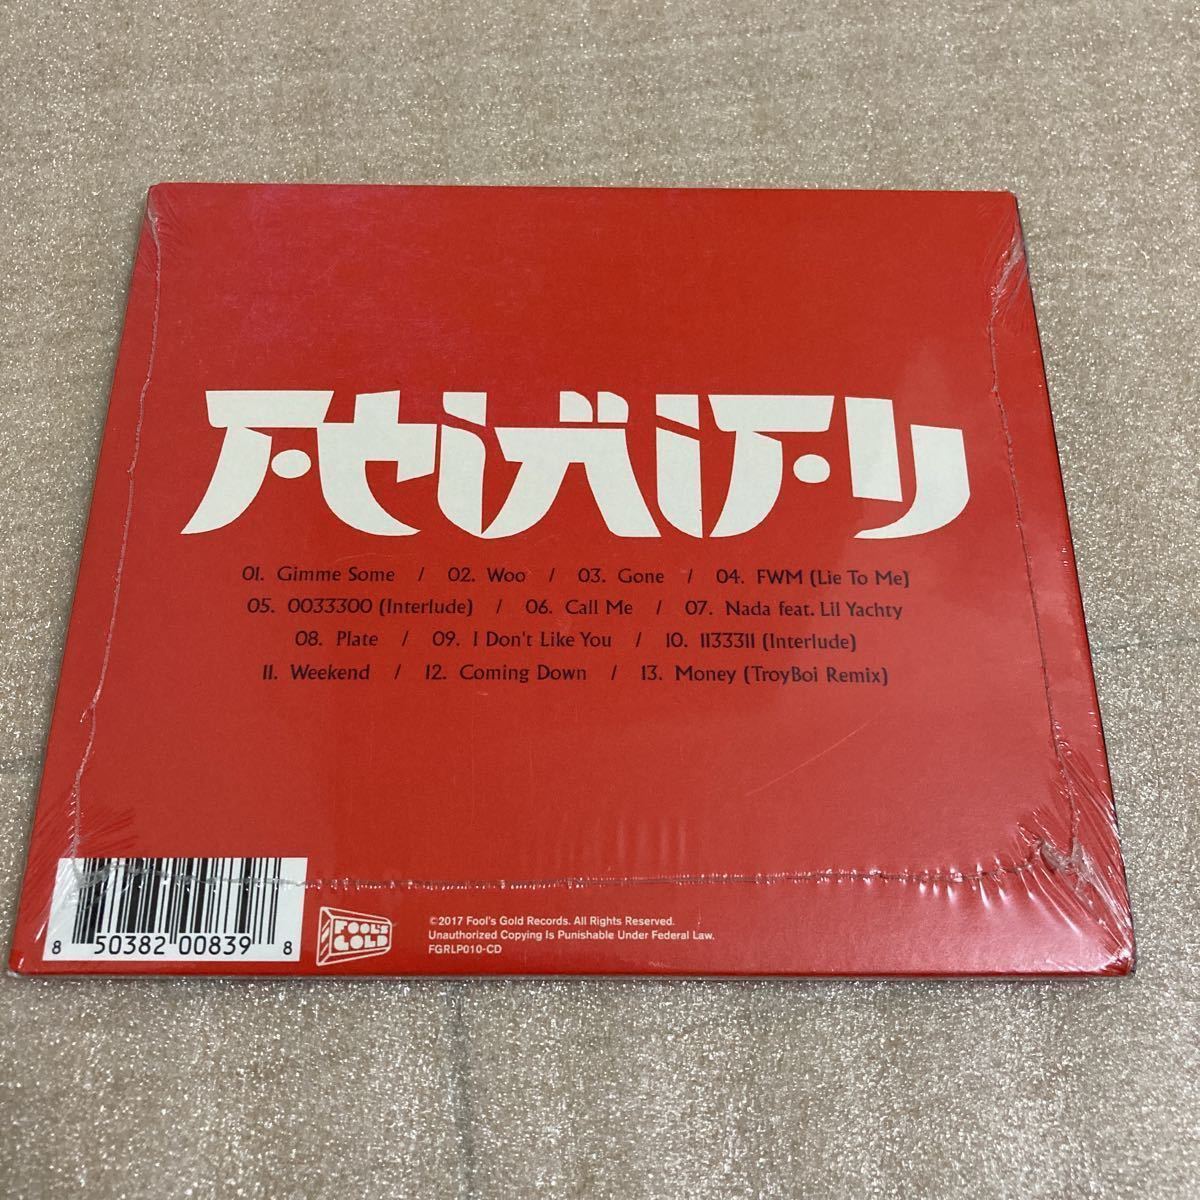 01. Gimme Some / 02. Woo / 03. Gone / 04. FWM (Lie To Me)
05. 0033300 (Interlude) / 06. Call Me / 07. Nada feat. Lil Yachty
08. Plate / 09. I Don't Like You / 10. 1133311 (Interlude)
11. Weekend / 12. Coming Down / 13. Money (TroyBoi Remix)
8 50382 00839 8
FOOL'S
GOLD
©2017 Fool's Gold Records. All Rights Reserved.
Unauthorized Copying Is Punishable Under Federal Law.
FGRLP010-CD